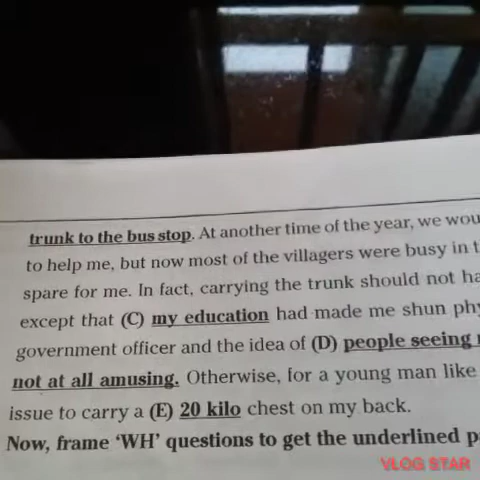 trunk to the bus stop. At another time of the year, we
to help me, but now most of the villagers were busy in
spare for me. In fact, carrying the trunk should not
except that (C) my education had made me shun
government officer and the idea of (D) people seeing
not at all amusing. Otherwise, for a young man like
issue to carry a (E) 20 kilo chest on my back.
Now, frame 'WH' questions to get the underlined
VLOG STAR